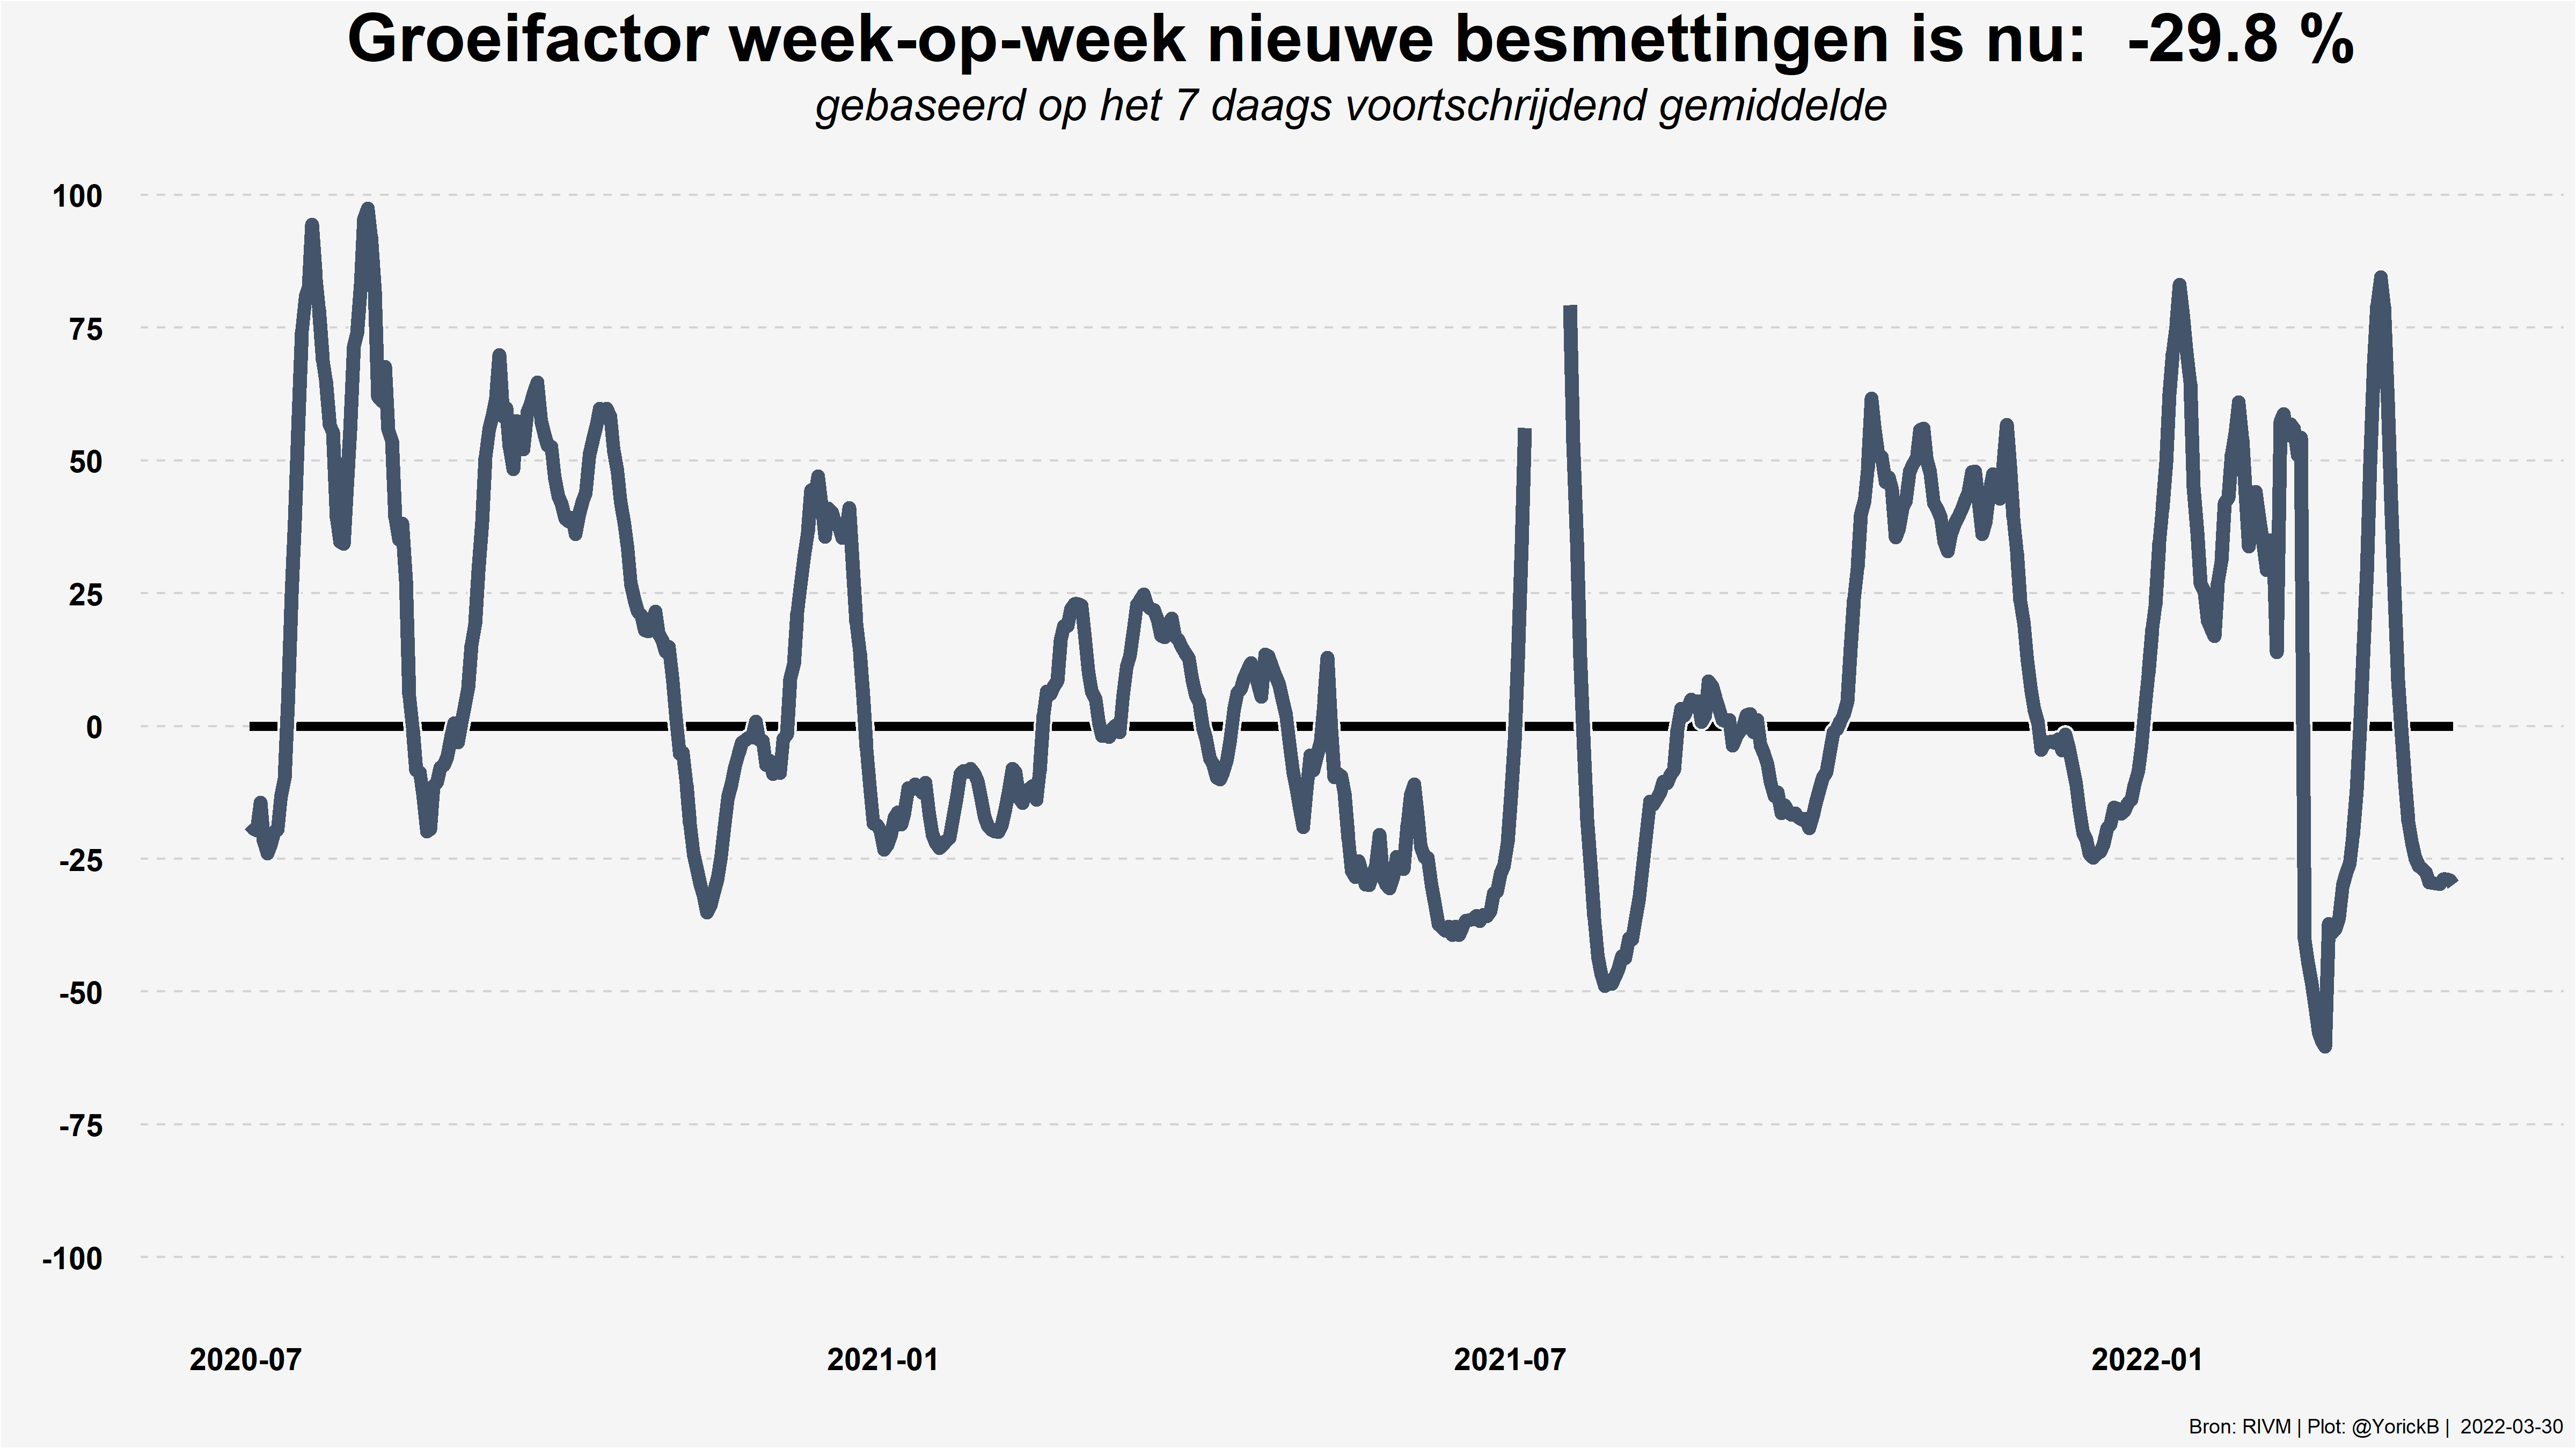 Groeifactor week-op-week nieuwe besmettingen is nu:  -29.8 %
gebaseerd op het 7 daags voortschrijdend gemiddelde
100
75
50
25
0
-25
-50
-75
-100
2020-07 2021-01 2021-07 2022-01
Bron: RIVM | Plot: @YorickB |  2022-03-30